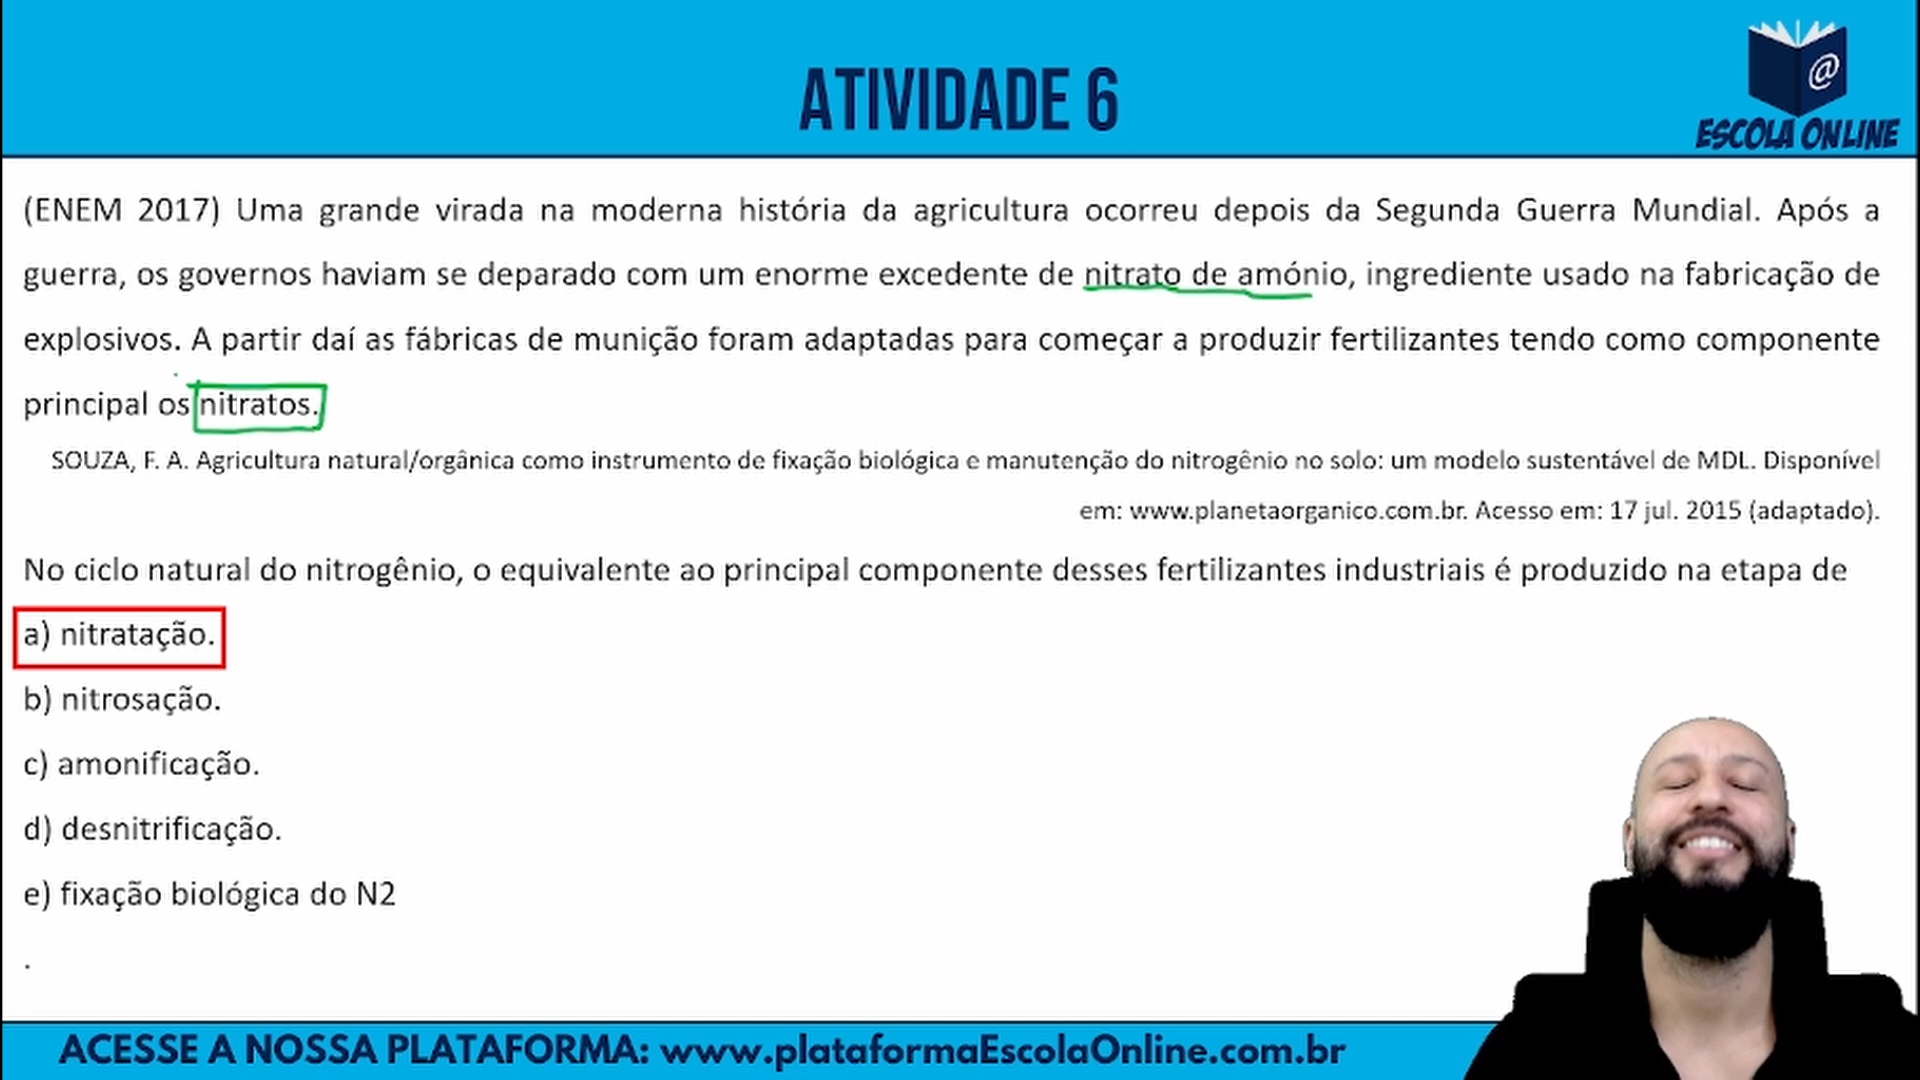 ATIVIDADE 6
@
ESCOLA ONLINE
(ENEM 2017) Uma grande virada na moderna história da agricultura ocorreu depois da Segunda Guerra Mundial. Após a
guerra, os governos haviam se deparado com um enorme excedente de nitrato de amónio, ingrediente usado na fabricação de
explosivos. A partir daí as fábricas de munição foram adaptadas para começar a produzir fertilizantes tendo como componente
principal os nitratos.
SOUZA, F. A. Agricultura natural/orgânica como instrumento de fixação biológica e manutenção do nitrogênio no solo: um modelo sustentável de MDL. Disponível
em: www.planetaorganico.com.br. Acesso em: 17 jul. 2015 (adaptado).
No ciclo natural do nitrogênio, o equivalente ao principal componente desses fertilizantes industriais é produzido na etapa de
a) nitratação.
b) nitrosação.
c) amonificação.
d) desnitrificação.
e) fixação biológica do N2
.
ACESSE A NOSSA PLATAFORMA: www.plataformaEscolaOnline.com.br